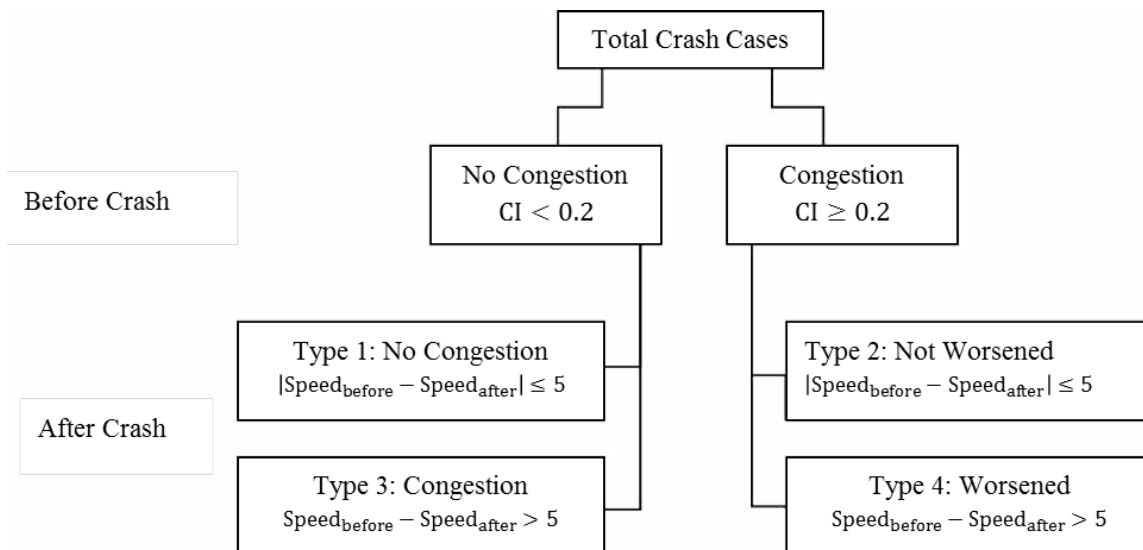 Total Crash Cases
Before Crash
No Congestion
CI < 0.2
Congestion
CI ≥ 0.2
After Crash
Type 1: No Congestion
|Speed_before − Speed_after| ≤ 5
Type 2: Not Worsened
|Speed_before − Speed_after| ≤ 5
Type 3: Congestion
Speed_before − Speed_after > 5
Type 4: Worsened
Speed_before − Speed_after > 5